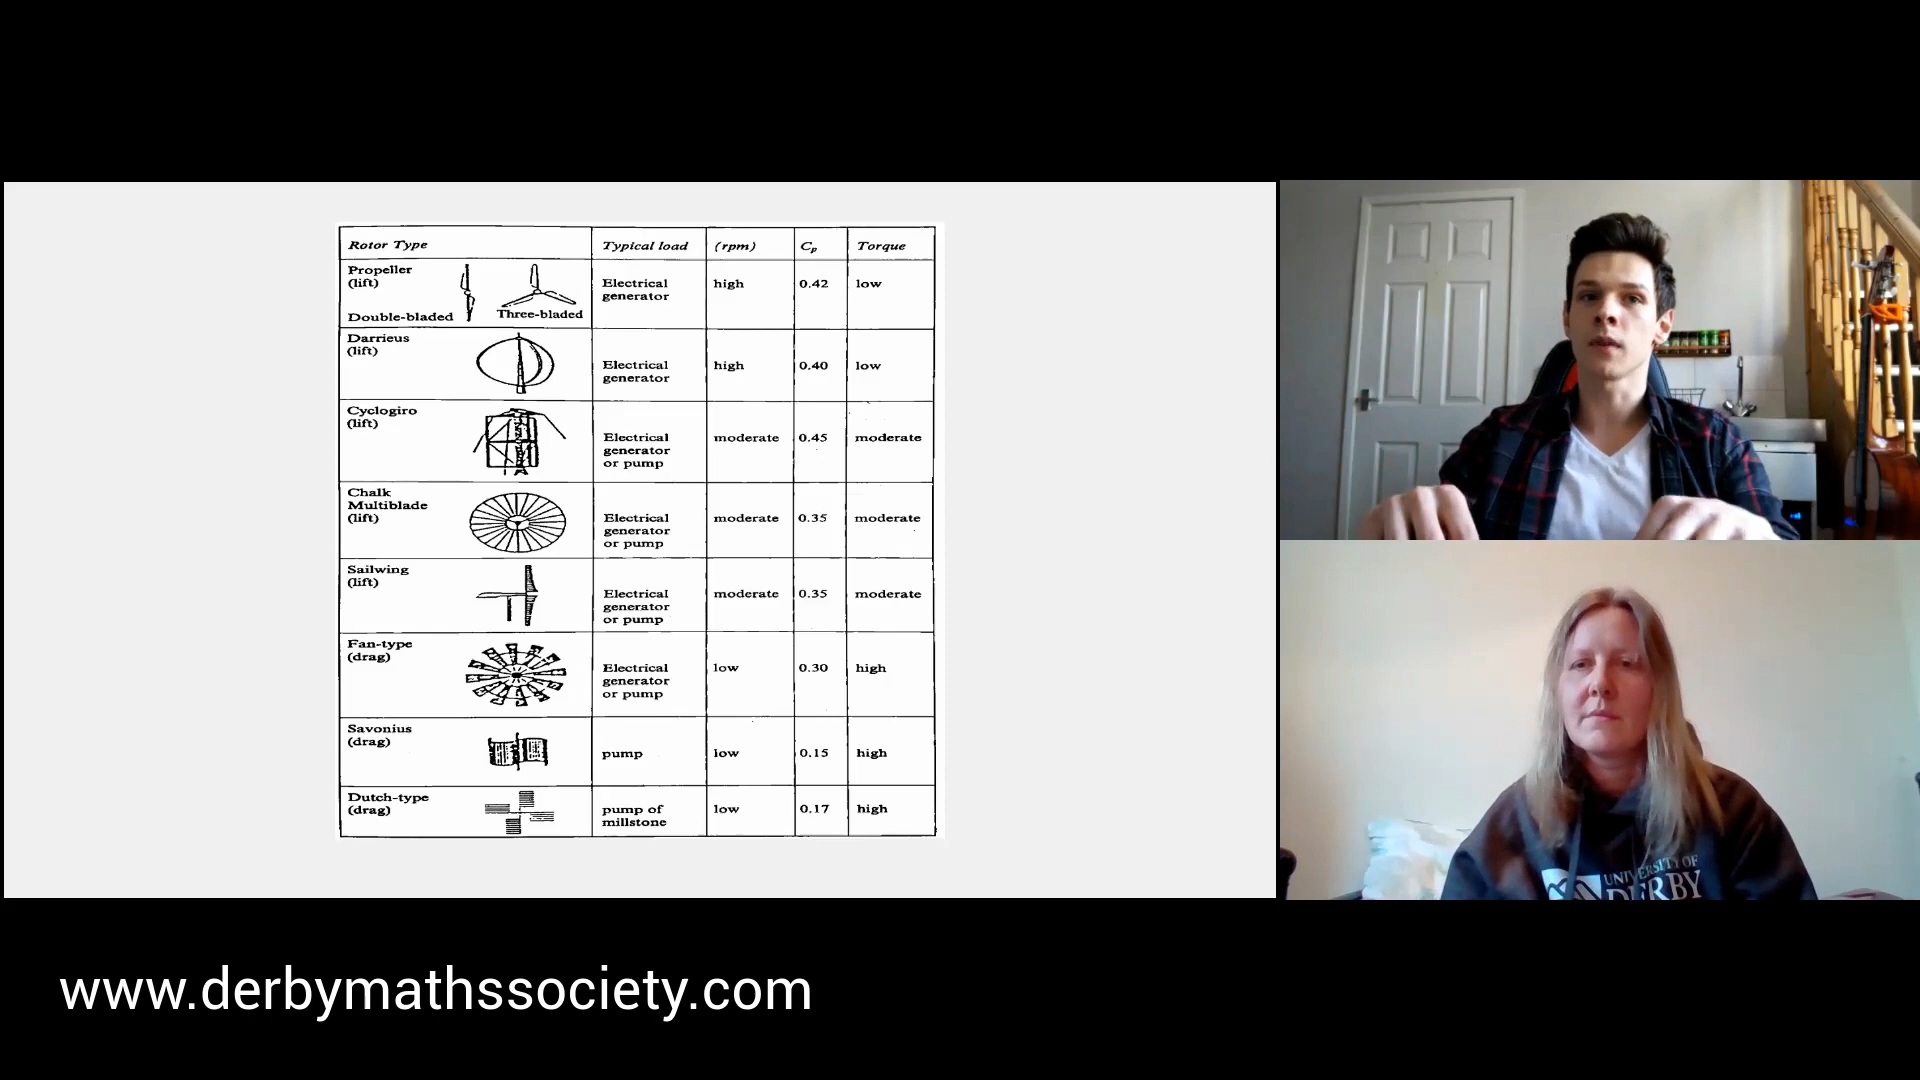 Rotor Type Typical load (rpm) Cp Torque
Propeller
(lift)
Double-bladed Three-bladed
Electrical
generator
high 0.42 low
Darrieus
(lift)
Electrical
generator
high 0.40 low
Cyclogiro
(lift)
Electrical
generator
or pump
moderate 0.45 moderate
Chalk
Multiblade
(lift)
Electrical
generator
or pump
moderate 0.35 moderate
Sailwing
(lift)
Electrical
generator
or pump
moderate 0.35 moderate
Fan-type
(drag)
Electrical
generator
or pump
low 0.30 high
Savonius
(drag)
pump
low 0.15 high
Dutch-type
(drag)
pump of
millstone
low 0.17 high
UNIVERSITY OF
DERBY
www.derbymathssociety.com